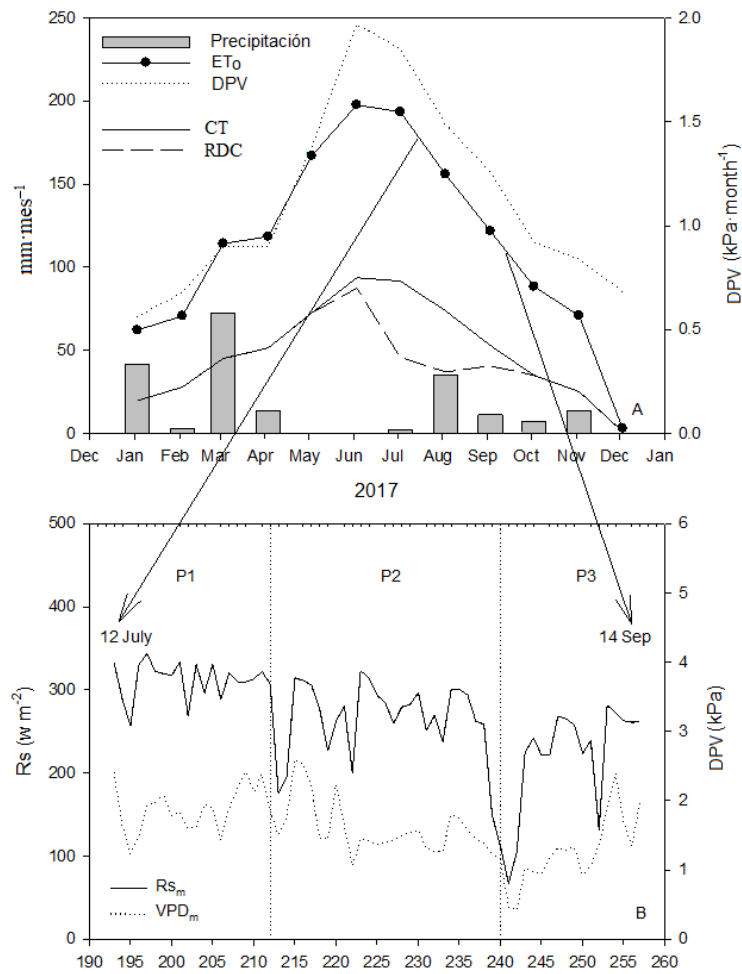 250
200
150
100
50
0
mm·mes⁻¹
Precipitación
ETo
DPV
CT
RDC
2.0
1.5
1.0
0.5
0.0
DPV (kPa·month⁻¹)
A
Dec Jan Feb Mar Apr May Jun Jul Aug Sep Oct Nov Dec Jan
2017
500
400
300
200
100
0
Rs (w m⁻²)
P1 P2 P3
12 July 14 Sep
6
5
4
3
2
1
0
DPV (kPa)
Rsₘ
VPDₘ
B
190 195 200 205 210 215 220 225 230 235 240 245 250 255 260